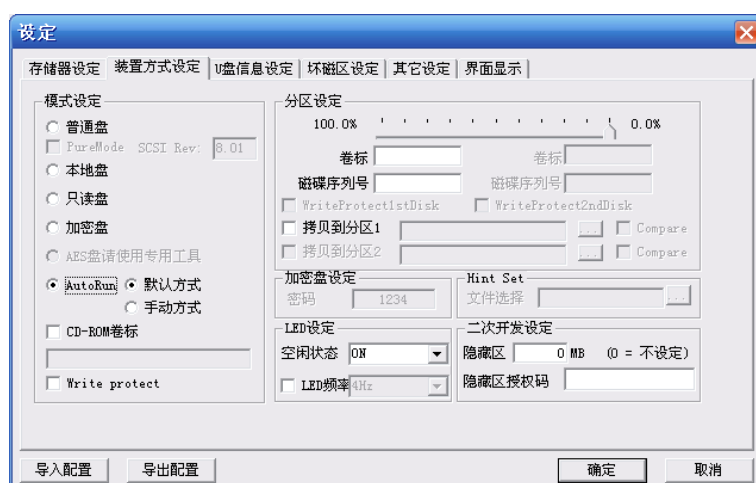 设定
存储器设定 装置方式设定 U盘信息设定 坏磁区设定 其它设定 界面显示
模式设定
普通盘
PureMode SCSI Rev: 8.01
本地盘
只读盘
加密盘
AES盘请使用专用工具
AutoRun 默认方式
手动方式
CD-ROM卷标
Write protect
分区设定
100.0% 0.0%
卷标 卷标
磁碟序列号 磁碟序列号
WriteProtect1stDisk WriteProtect2ndDisk
拷贝到分区1 ... Compare
拷贝到分区2 ... Compare
加密盘设定
密码 1234
Hint Set
文件选择 ...
LED设定
空闲状态 ON
LED频率 4Hz
二次开发设定
隐藏区 0 MB (0 = 不设定)
隐藏区授权码
导入配置 导出配置 确定 取消